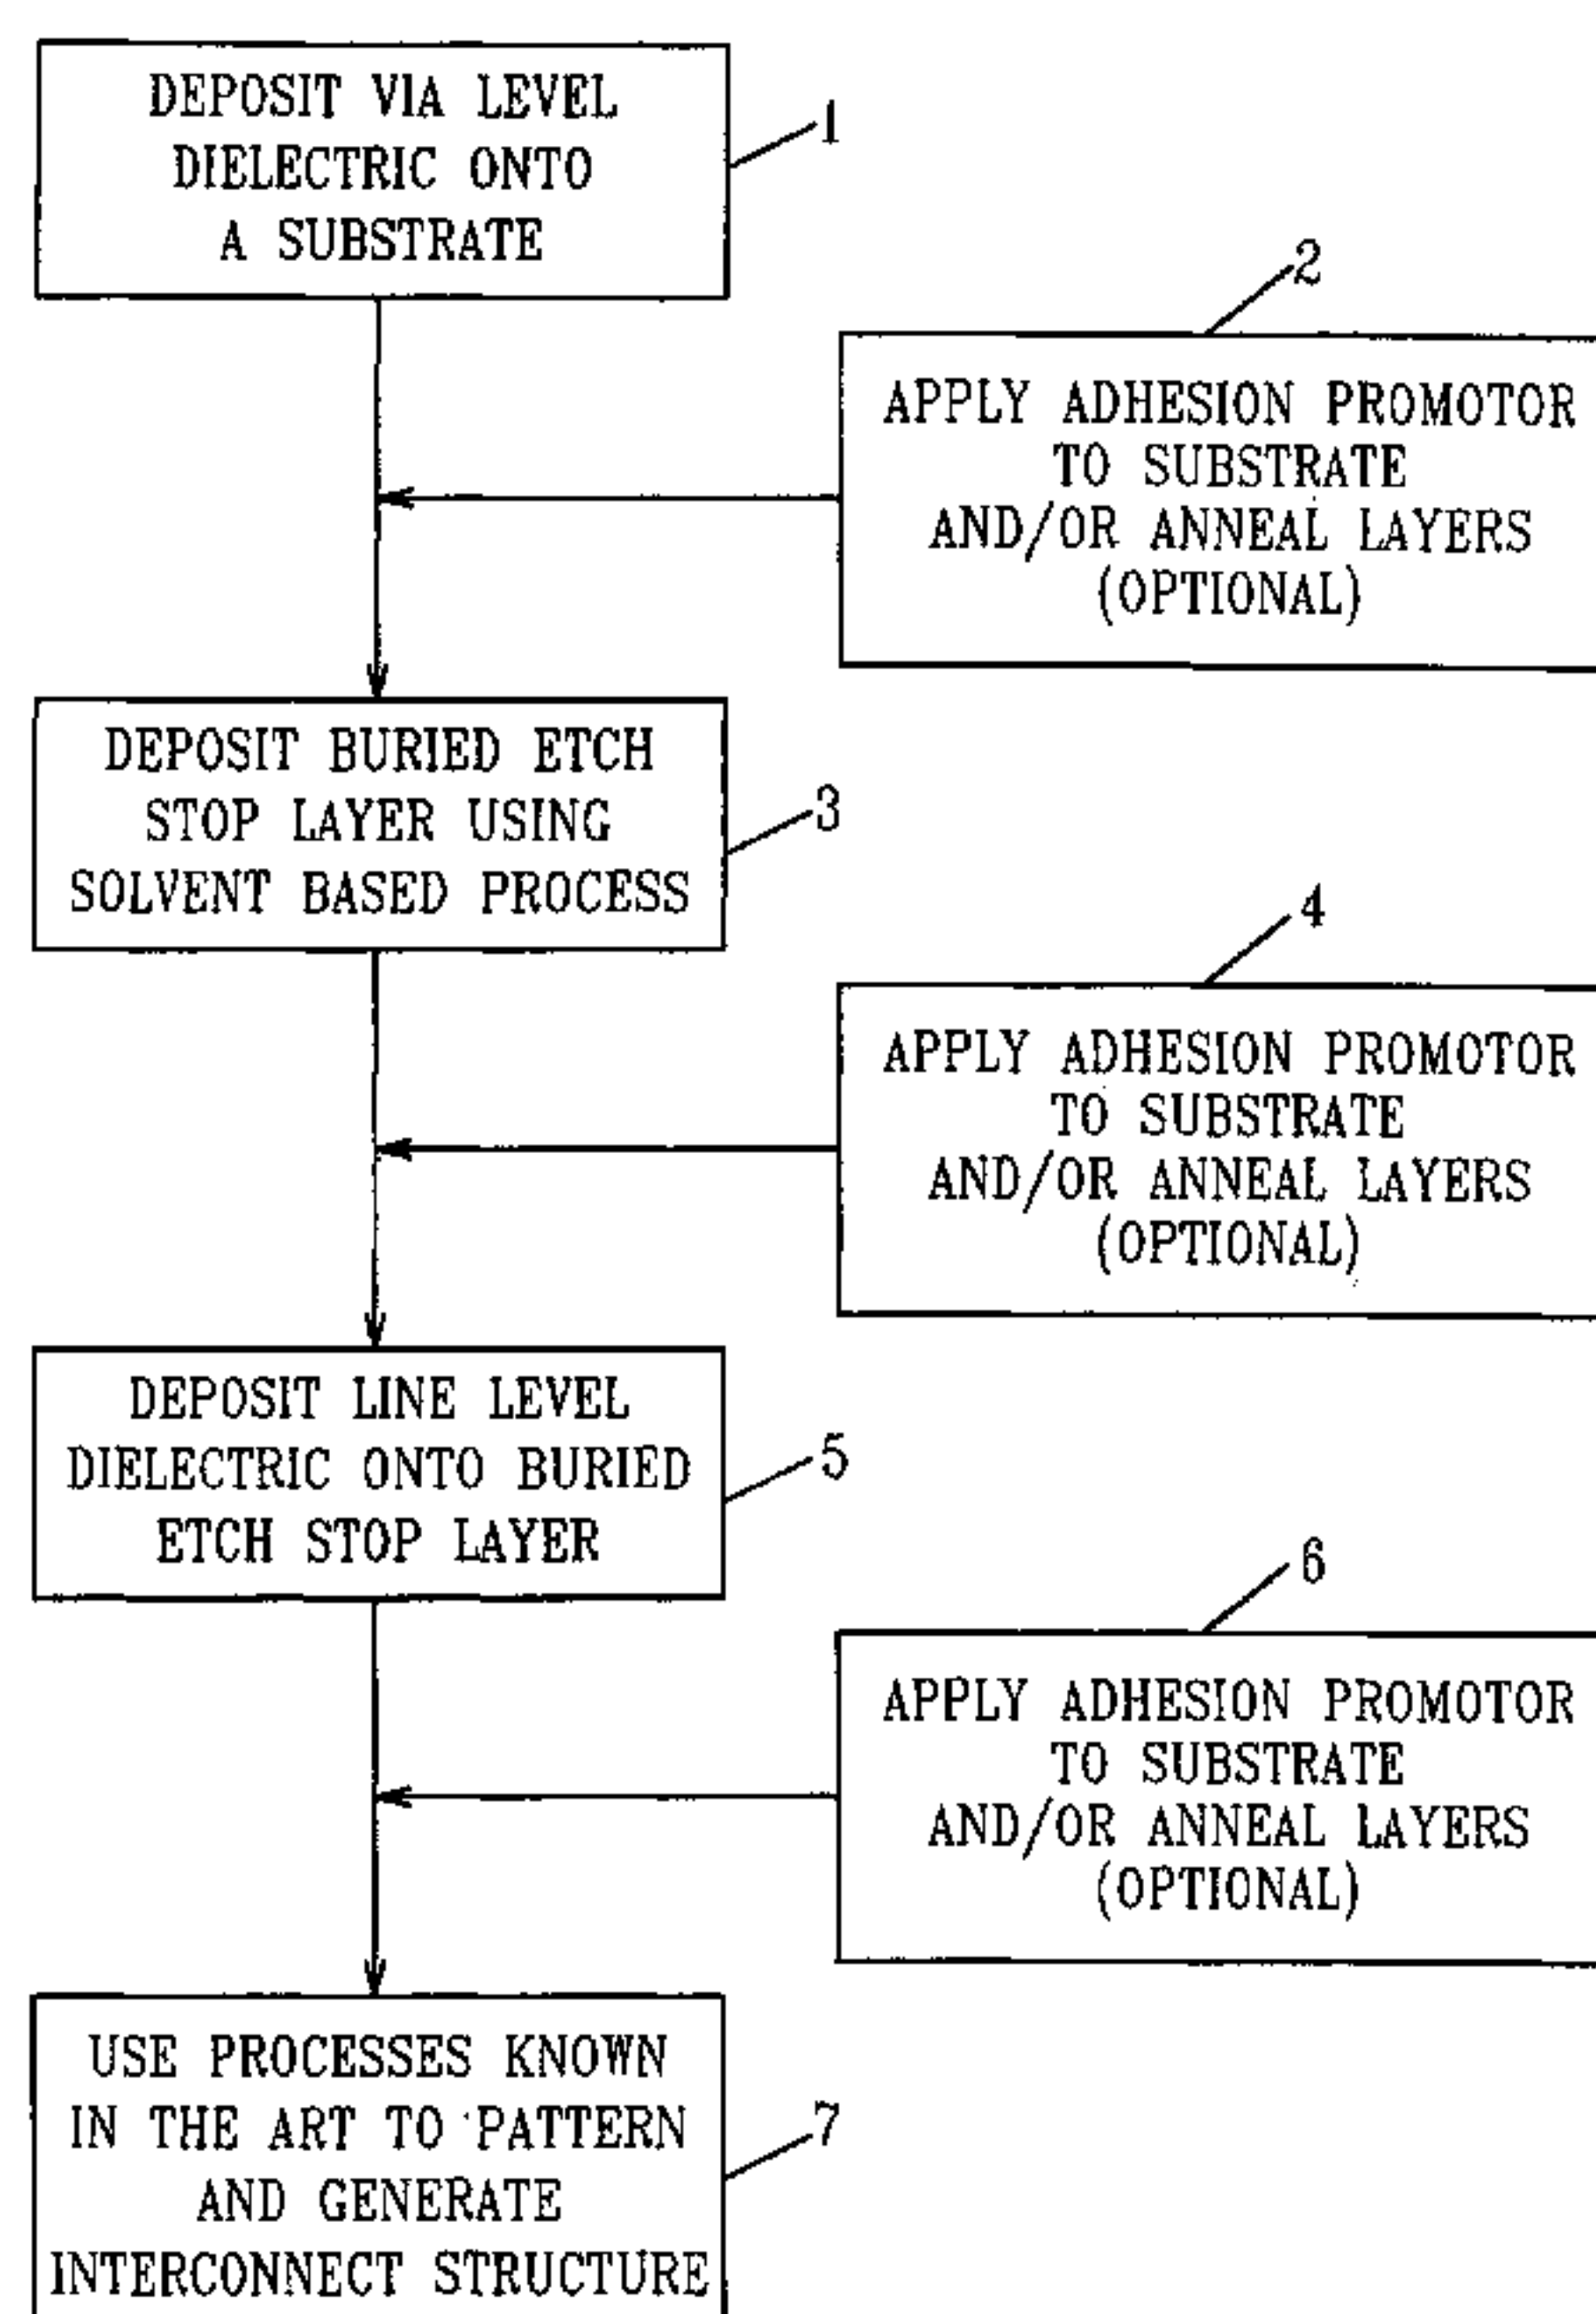 DEPOSIT VIA LEVEL
DIELECTRIC ONTO
A SUBSTRATE
1
2
APPLY ADHESION PROMOTOR
TO SUBSTRATE
AND/OR ANNEAL LAYERS
(OPTIONAL)
DEPOSIT BURIED ETCH
STOP LAYER USING
SOLVENT BASED PROCESS
3
4
APPLY ADHESION PROMOTOR
TO SUBSTRATE
AND/OR ANNEAL LAYERS
(OPTIONAL)
DEPOSIT LINE LEVEL
DIELECTRIC ONTO BURIED
ETCH STOP LAYER
5
6
APPLY ADHESION PROMOTOR
TO SUBSTRATE
AND/OR ANNEAL LAYERS
(OPTIONAL)
USE PROCESSES KNOWN
IN THE ART TO PATTERN
AND GENERATE
INTERCONNECT STRUCTURE
7